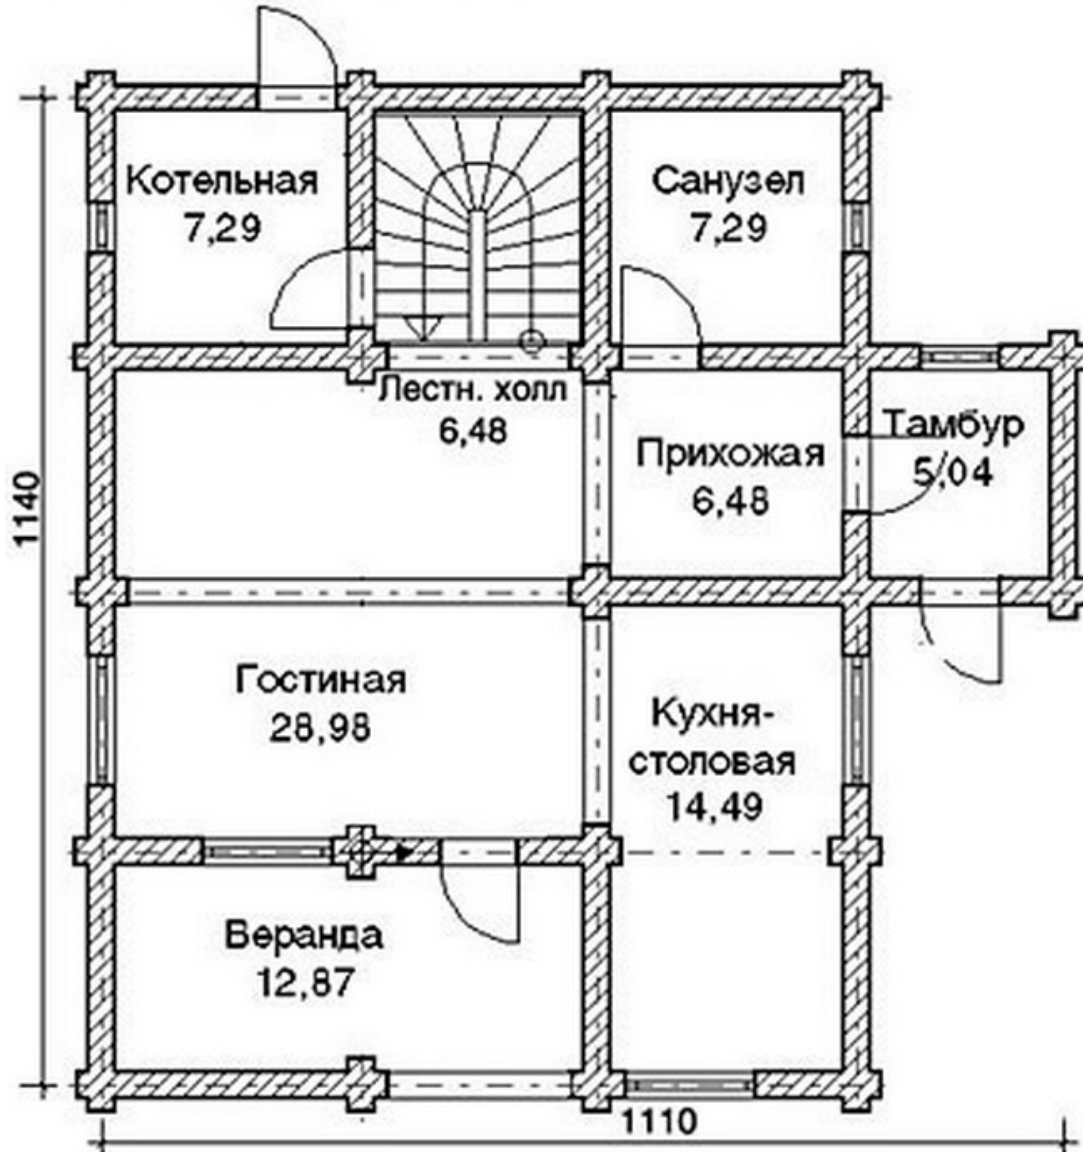 Котельная
7,29
Санузел
7,29
Лестн. холл
6,48
Прихожая
6,48
Тамбур
5,04
1140
Гостиная
28,98
Кухня-
столовая
14,49
Веранда
12,87
1110